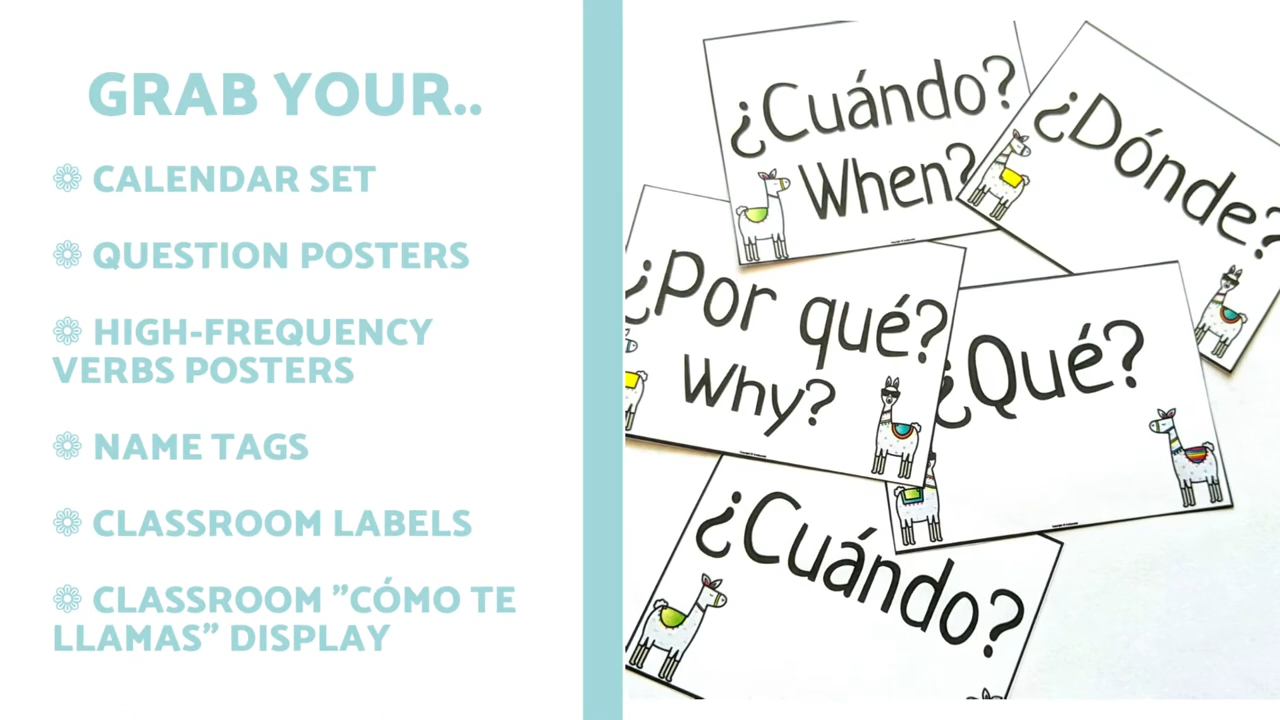 GRAB YOUR..
CALENDAR SET
QUESTION POSTERS
HIGH-FREQUENCY
VERBS POSTERS
NAME TAGS
CLASSROOM LABELS
CLASSROOM ”CÓMO TE
LLAMAS” DISPLAY
¿Cuándo?
When?
¿Dónde?
¿Por qué?
Why?
¿Qué?
¿Cuándo?